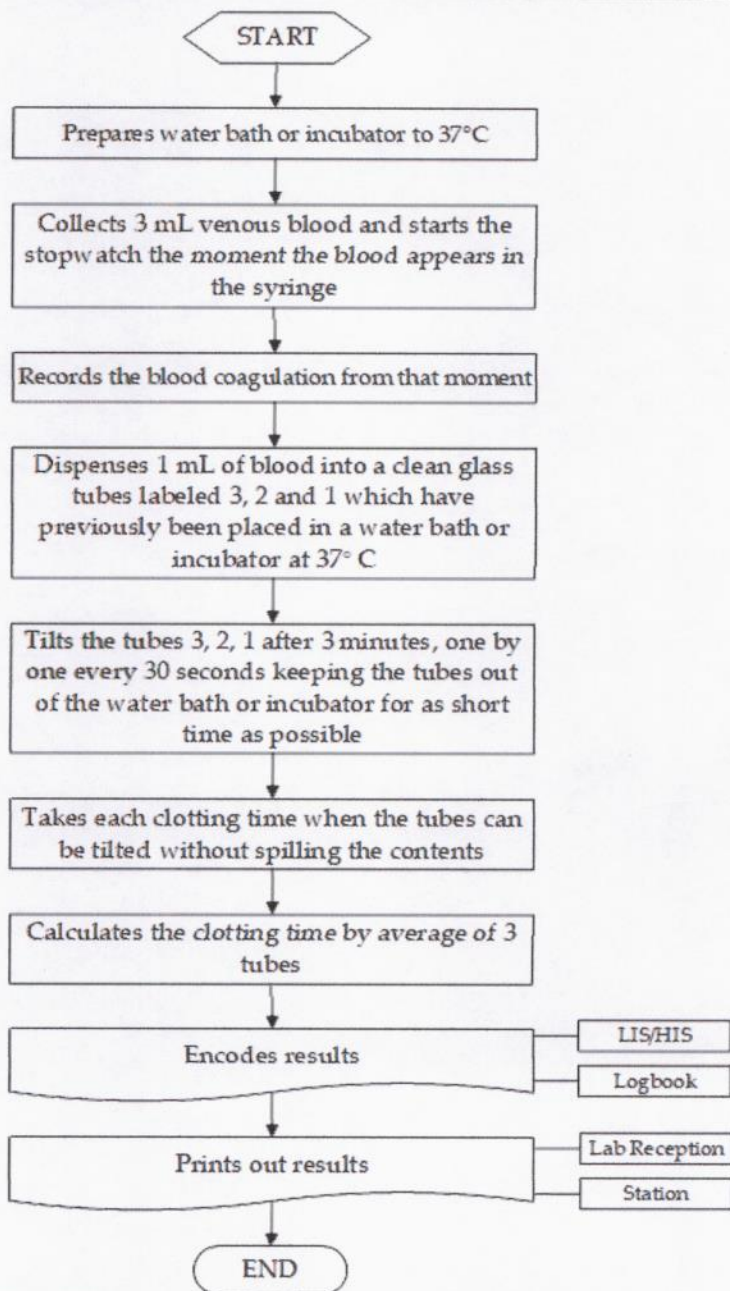 START
Prepares water bath or incubator to 37°C
Collects 3 mL venous blood and starts the
stopwatch the moment the blood appears in
the syringe
Records the blood coagulation from that moment
Dispenses 1 mL of blood into a clean glass
tubes labeled 3, 2 and 1 which have
previously been placed in a water bath or
incubator at 37° C
Tilts the tubes 3, 2, 1 after 3 minutes, one by
one every 30 seconds keeping the tubes out
of the water bath or incubator for as short
time as possible
Takes each clotting time when the tubes can
be tilted without spilling the contents
Calculates the clotting time by average of 3
tubes
Encodes results
LIS/HIS
Logbook
Prints out results
Lab Reception
Station
END